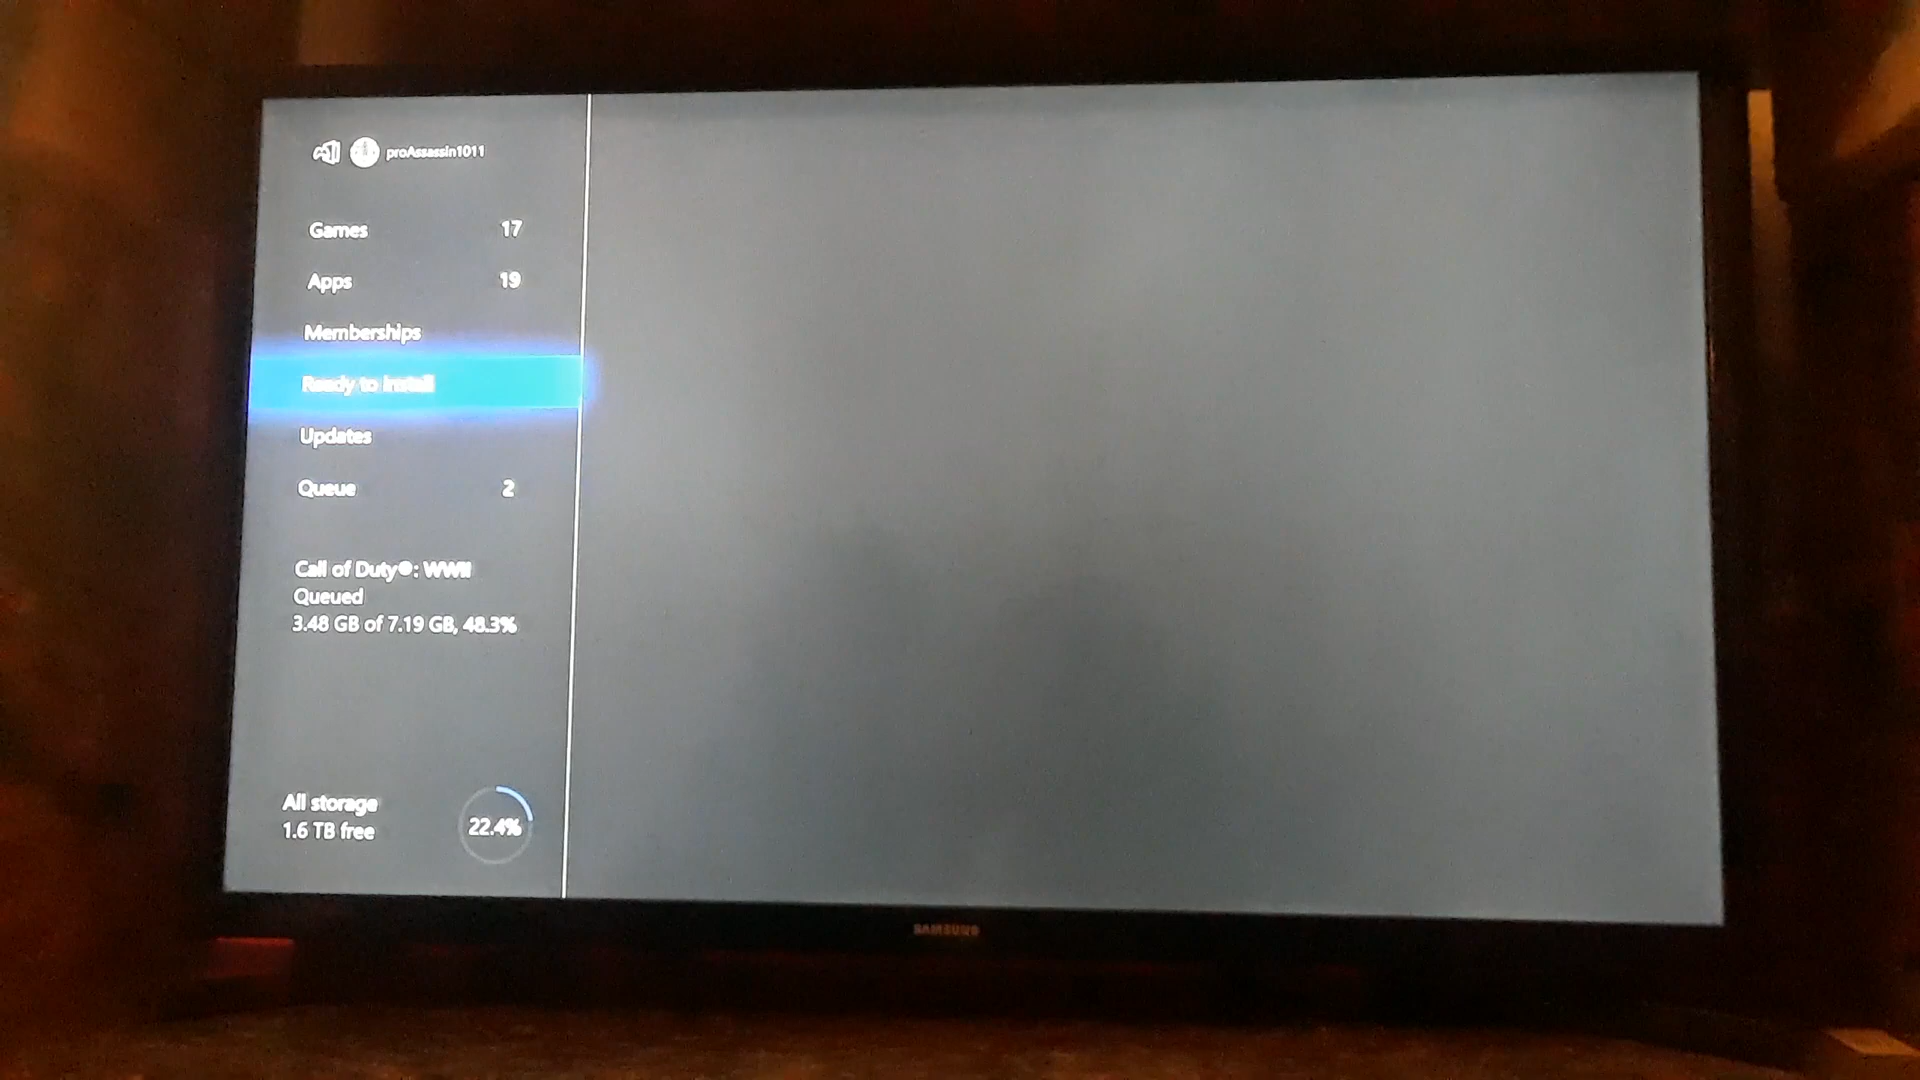 proAssassin1011
Games 17
Apps 19
Memberships
Ready to install
Updates
Queue 2
Call of Duty®: WWII
Queued
3.48 GB of 7.19 GB, 48.3%
All storage
1.6 TB free
22.4%
SAMSUNG